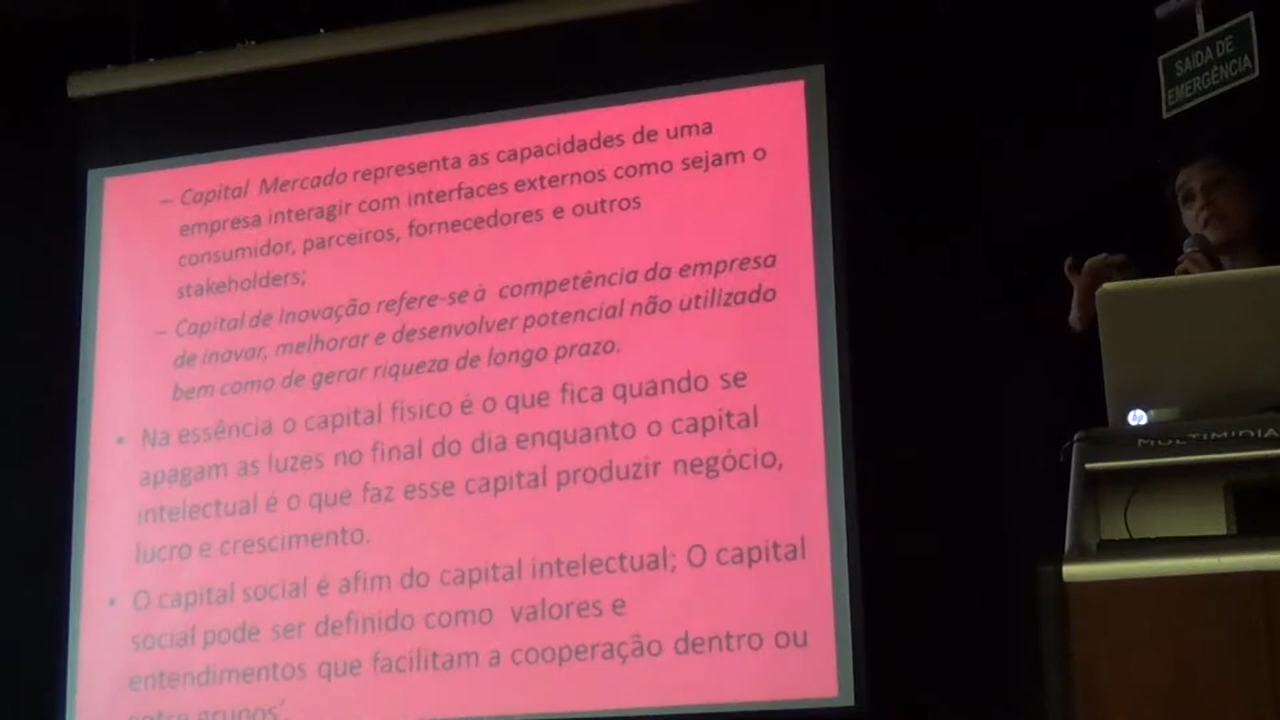 – Capital Mercado representa as capacidades de uma
empresa interagir com interfaces externos como sejam o
consumidor, parceiros, fornecedores e outros
stakeholders;
– Capital de Inovação refere-se à competência da empresa
de inovar, melhorar e desenvolver potencial não utilizado
bem como de gerar riqueza de longo prazo.
• Na essência o capital físico é o que fica quando se
apagam as luzes no final do dia enquanto o capital
intelectual é o que faz esse capital produzir negócio,
lucro e crescimento.
• O capital social é afim do capital intelectual; O capital
social pode ser definido como valores e
entendimentos que facilitam a cooperação dentro ou
entre grupos'.
SAÍDA DE
EMERGÊNCIA
hp
MULTIMIDIA